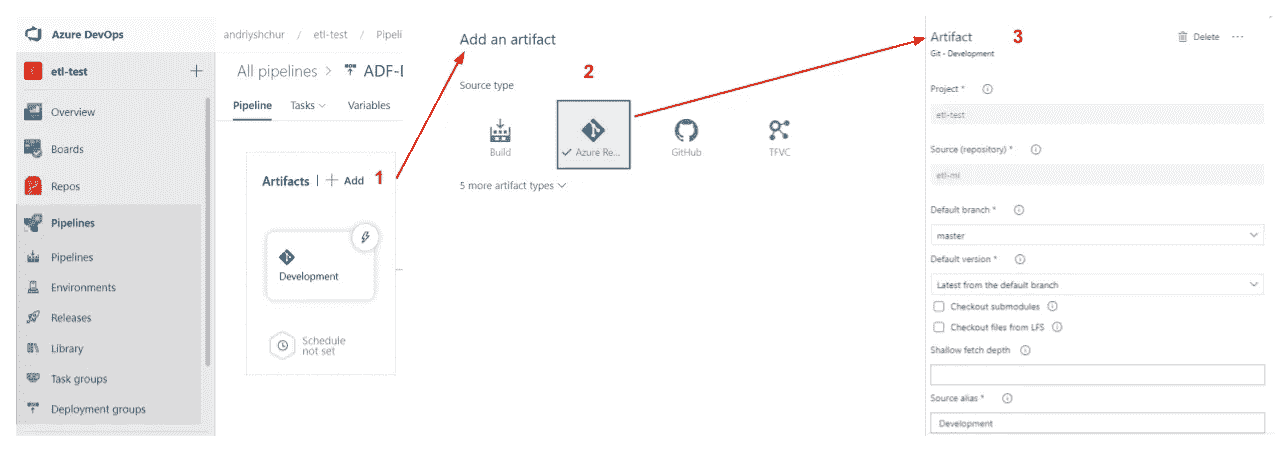 Azure DevOps
etl-test
Overview
Boards
Repos
Pipelines
Pipelines
Environments
Releases
Library
Task groups
Deployment groups
andriyshchur / etl-test / Pipeli
All pipelines > ADF-
Pipeline Tasks Variables
Artifacts | + Add 1
Development
Schedule
not set
Add an artifact
2
Source type
Build
Azure Re...
GitHub
TFVC
5 more artifact types
Artifact 3
Delete ...
Git - Development
Project *
etl-test
Source (repository) *
etl-mi
Default branch *
master
Default version *
Latest from the default branch
Checkout submodules
Checkout files from LFS
Shallow fetch depth
Source alias *
Development